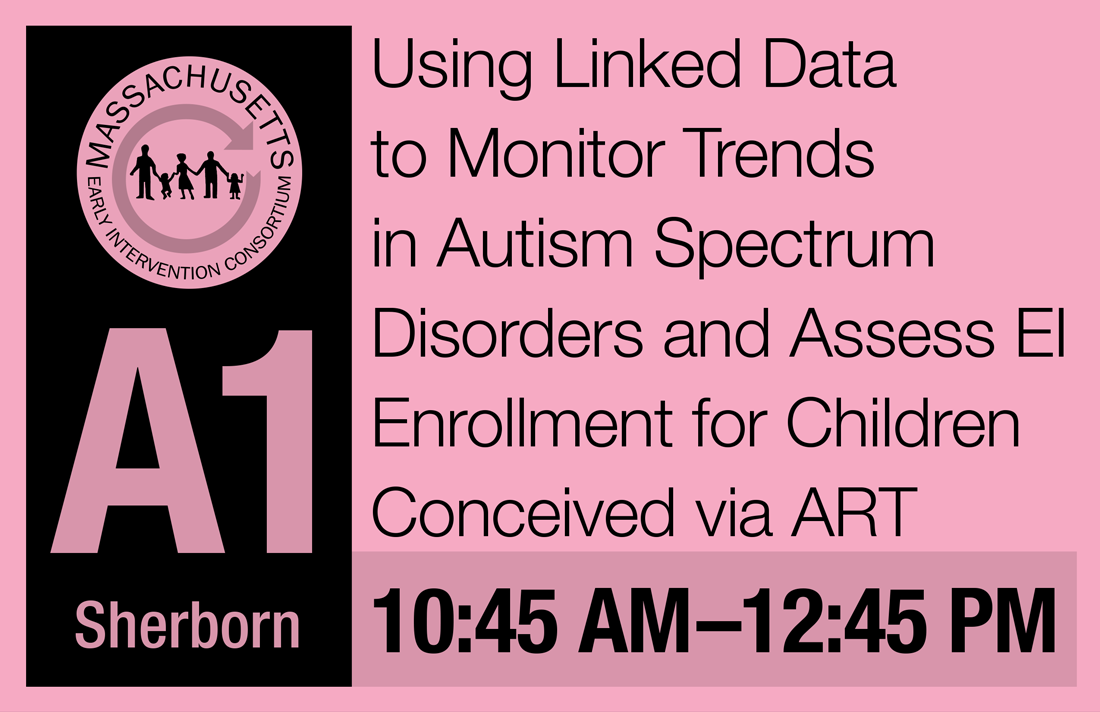 MASSACHUSETTS
EARLY INTERVENTION CONSORTIUM
A1
Sherborn
Using Linked Data
to Monitor Trends
in Autism Spectrum
Disorders and Assess EI
Enrollment for Children
Conceived via ART
10:45 AM–12:45 PM